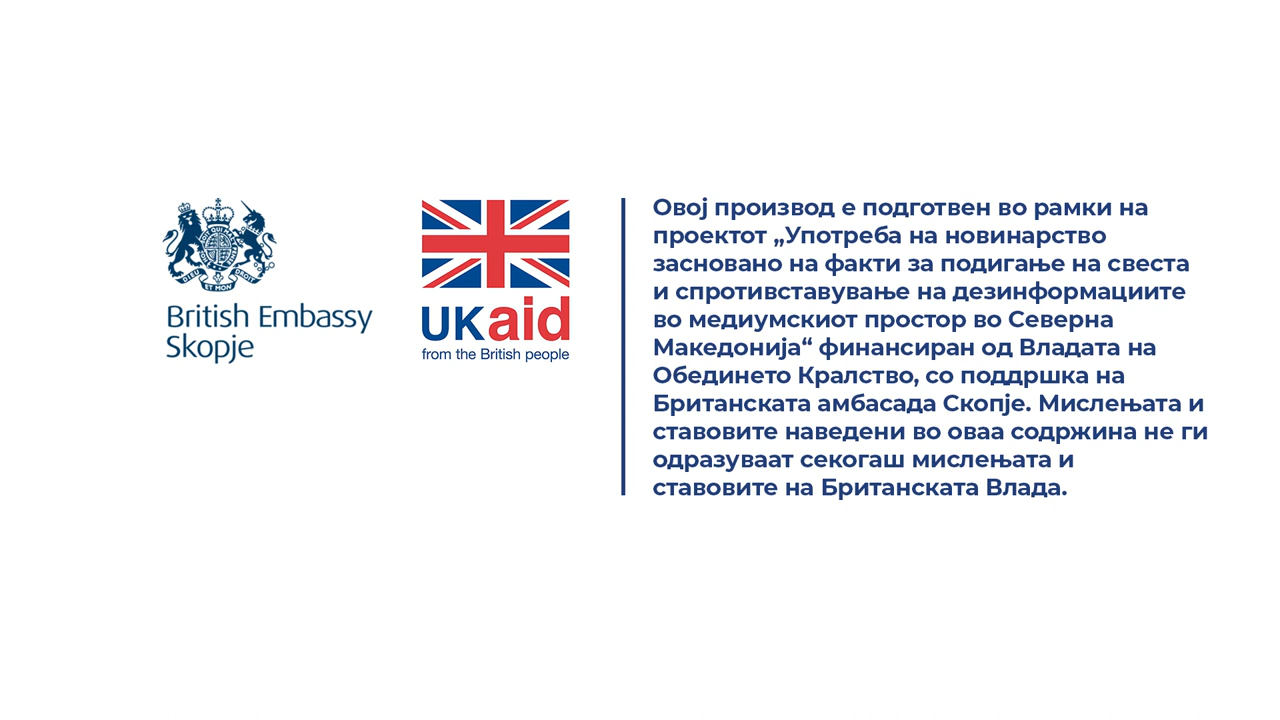 British Embassy
Skopje
UKaid
from the British people
Овој производ е подготвен во рамки на
проектот „Употреба на новинарство
засновано на факти за подигање на свеста
и спротивставување на дезинформациите
во медиумскиот простор во Северна
Македонија“ финансиран од Владата на
Обединето Кралство, со поддршка на
Британската амбасада Скопје. Мислењата и
ставовите наведени во оваа содржина не ги
одразуваат секогаш мислењата и
ставовите на Британската Влада.